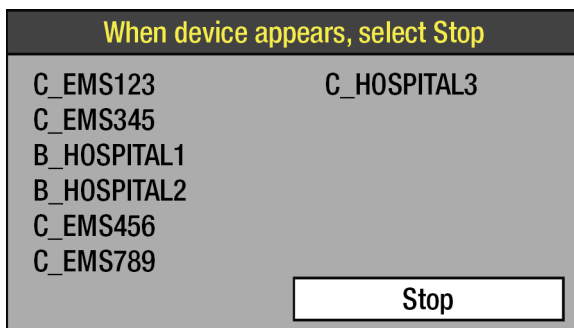 When device appears, select Stop
C_EMS123
C_EMS345
B_HOSPITAL1
B_HOSPITAL2
C_EMS456
C_EMS789
C_HOSPITAL3
Stop